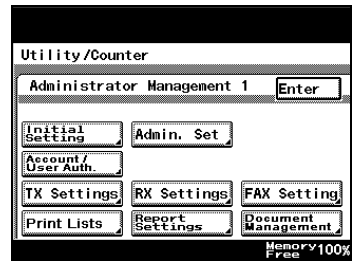 Utility/Counter
Administrator Management 1 Enter
Initial
Setting
Admin. Set
Account/
User Auth.
TX Settings RX Settings FAX Setting
Print Lists
Report
Settings
Document
Management
Memory
Free 100%